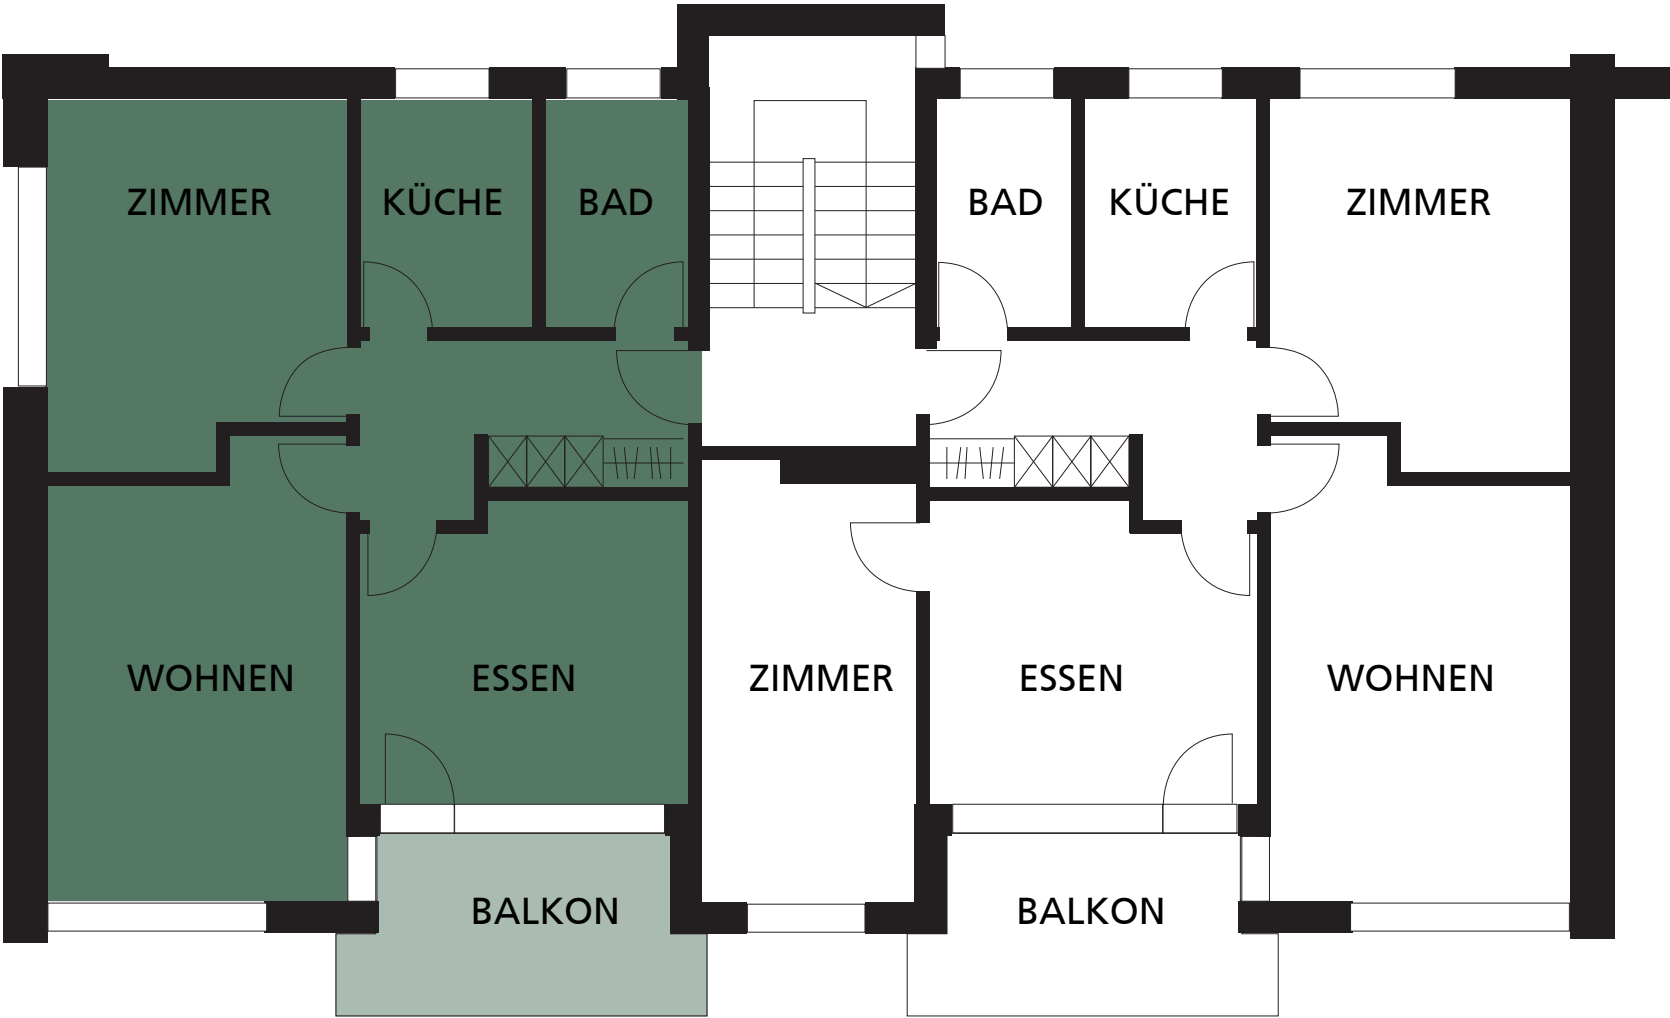 ZIMMER
KÜCHE
BAD
BAD
KÜCHE
ZIMMER
WOHNEN
ESSEN
ZIMMER
ESSEN
WOHNEN
BALKON
BALKON